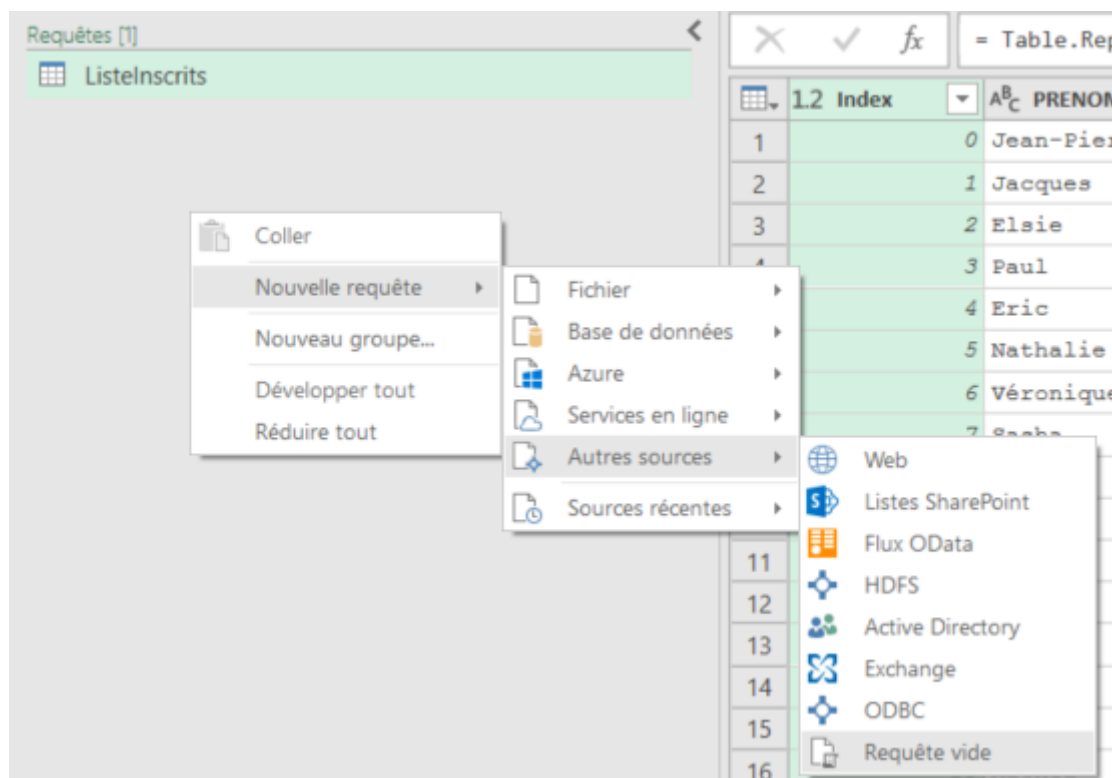 Requêtes [1]
ListeInscrits
= Table.Rep
1.2 Index
ABC PRENOM
1 0 Jean-Pier
2 1 Jacques
3 2 Elsie
3 Paul
4 Eric
5 Nathalie
6 Véronique
11
12
13
14
15
16
Coller
Nouvelle requête
Nouveau groupe...
Développer tout
Réduire tout
Fichier
Base de données
Azure
Services en ligne
Autres sources
Sources récentes
Web
Listes SharePoint
Flux OData
HDFS
Active Directory
Exchange
ODBC
Requête vide